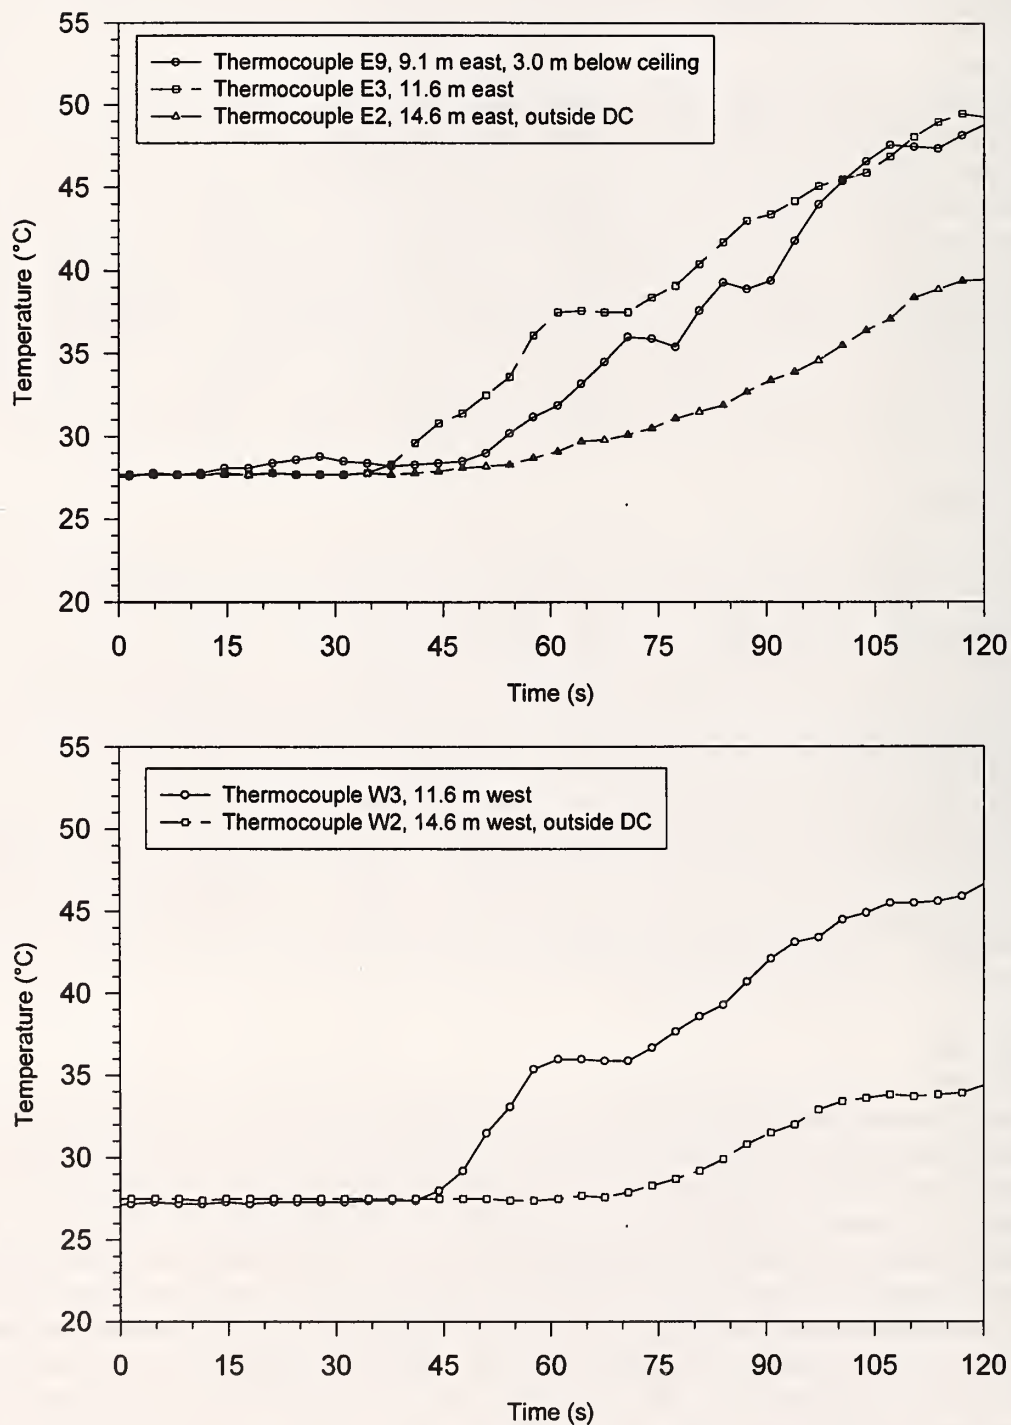 55
50
45
40
35
30
25
20
Temperature (°C)
Thermocouple E9, 9.1 m east, 3.0 m below ceiling
Thermocouple E3, 11.6 m east
Thermocouple E2, 14.6 m east, outside DC
0 15 30 45 60 75 90 105 120
Time (s)
55
50
45
40
35
30
25
20
Temperature (°C)
Thermocouple W3, 11.6 m west
Thermocouple W2, 14.6 m west, outside DC
0 15 30 45 60 75 90 105 120
Time (s)